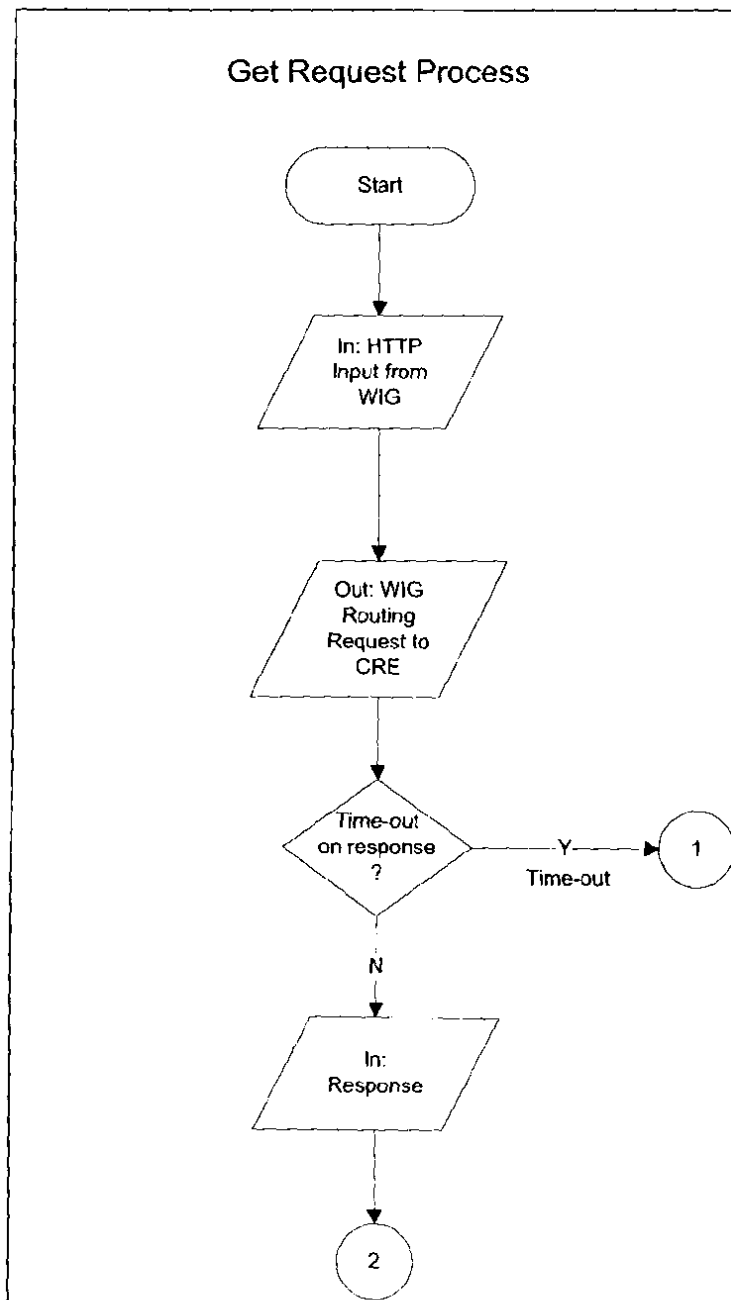 Get Request Process
Start
In: HTTP
Input from
WIG
Out: WIG
Routing
Request to
CRE
Time-out
on response
?
Y
Time-out
1
N
In:
Response
2